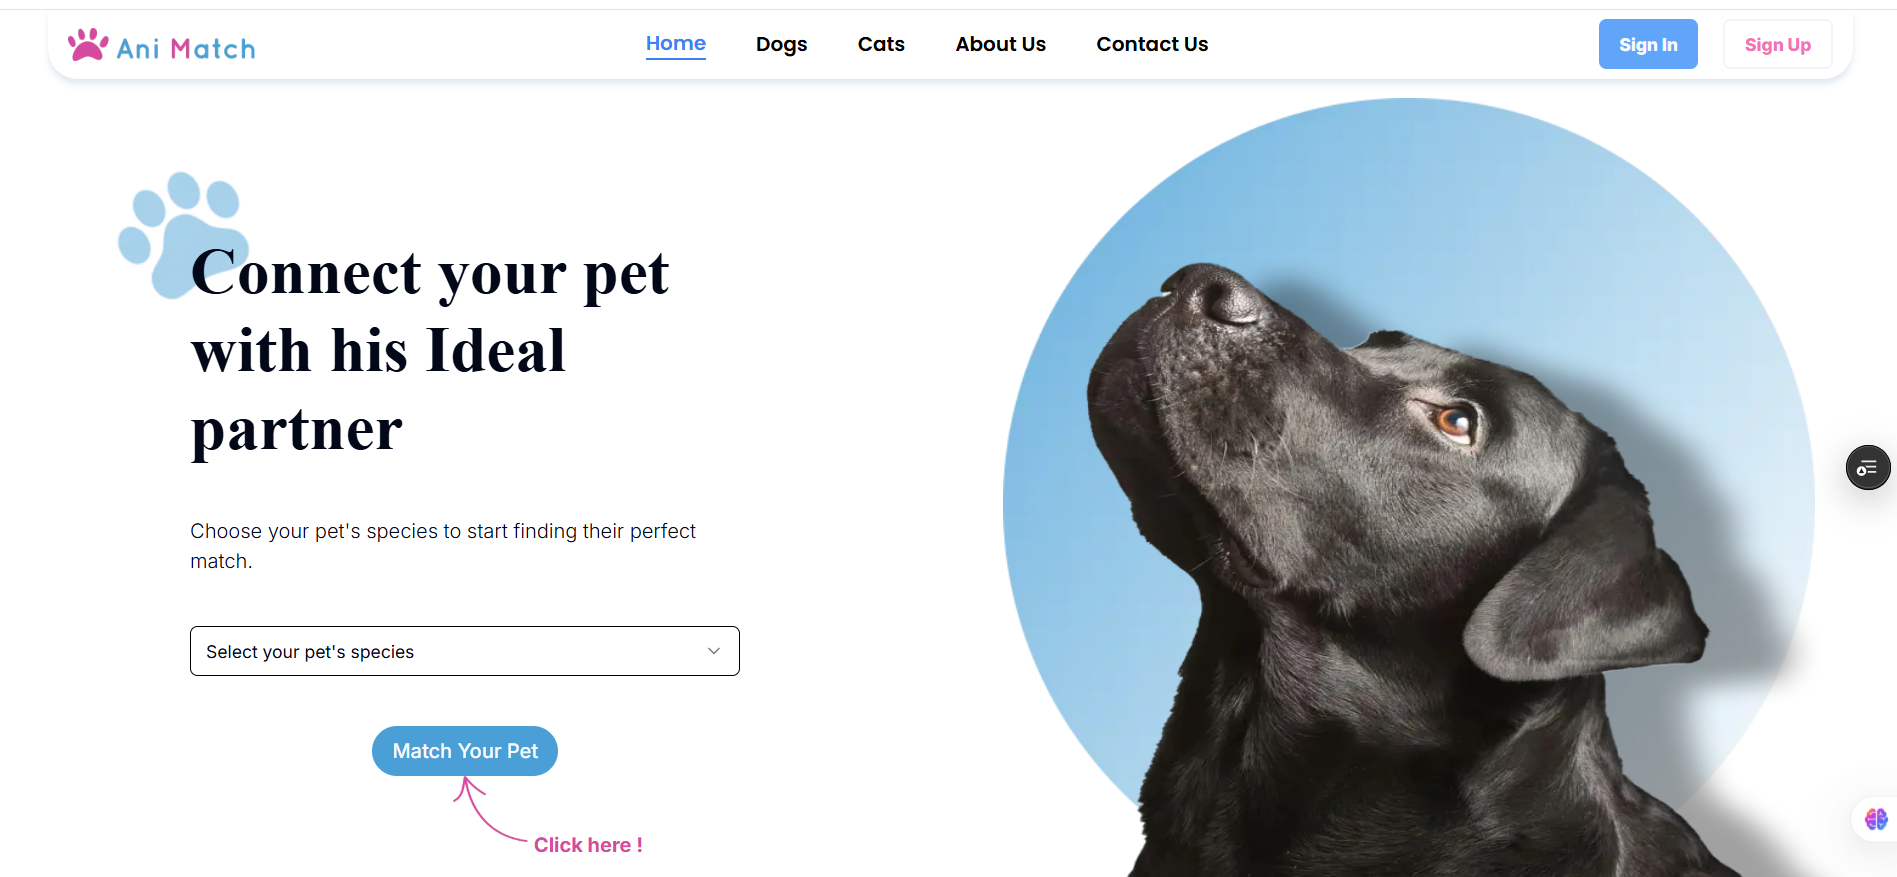 Ani Match
Home Dogs Cats About Us Contact Us
Sign In Sign Up
Connect your pet
with his Ideal
partner
Choose your pet's species to start finding their perfect
match.
Select your pet's species
Match Your Pet
Click here !